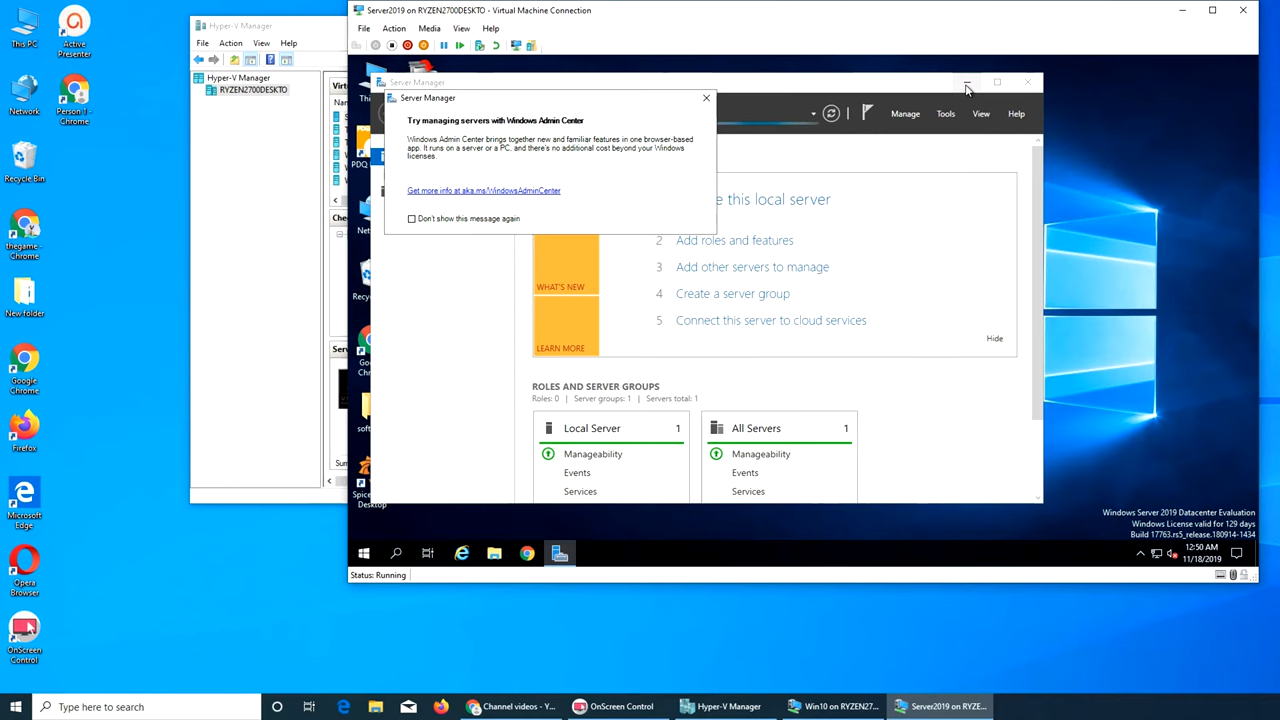 This PC
Active
Presenter
Network
Person 1 -
Chrome
Recycle Bin
thegame -
Chrome
New folder
Google
Chrome
Firefox
Microsoft
Edge
Opera
Browser
OnScreen
Control
Hyper-V Manager
File Action View Help
Hyper-V Manager
RYZEN2700DESKTO
Server2019 on RYZEN2700DESKTO - Virtual Machine Connection
File Action Media View Help
Server Manager
Manage Tools View Help
Server Manager
Try managing servers with Windows Admin Center
Windows Admin Center brings together new and familiar features in one browser-based
app. It runs on a server or a PC, and there's no additional cost beyond your Windows
licenses.
Get more info at aka.ms/WindowsAdminCenter
Don't show this message again
PDQ
this local server
2 Add roles and features
3 Add other servers to manage
4 Create a server group
5 Connect this server to cloud services
WHAT'S NEW
LEARN MORE
Hide
ROLES AND SERVER GROUPS
Roles: 0 | Server groups: 1 | Servers total: 1
Local Server 1
Manageability
Events
Services
All Servers 1
Manageability
Events
Services
Desktop
Windows Server 2019 Datacenter Evaluation
Windows License valid for 129 days
Build 17763.rs5_release.180914-1434
12:50 AM
11/18/2019
Status: Running
Type here to search
Channel videos - Y...
OnScreen Control
Hyper-V Manager
Win10 on RYZEN27...
Server2019 on RYZE...